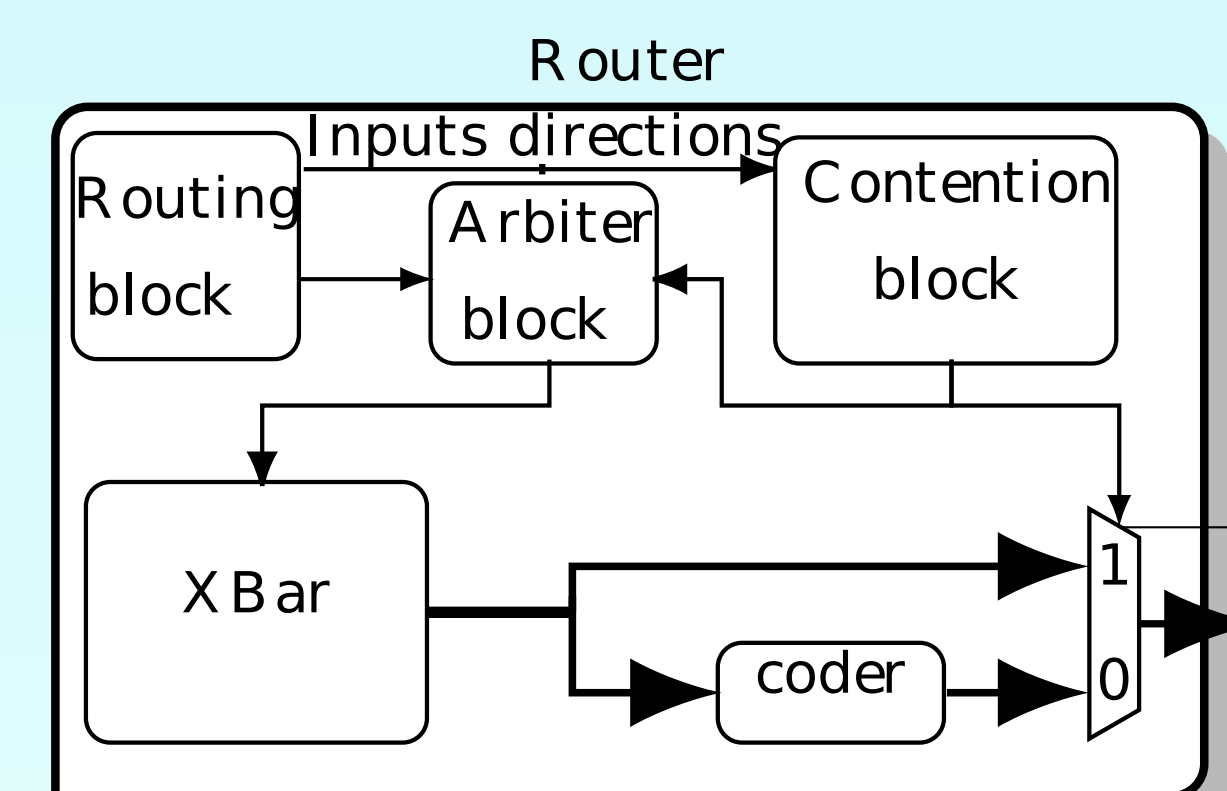 Router
Inputs directions
Routing
block
Arbiter
block
Contention
block
XBar
1
coder
0